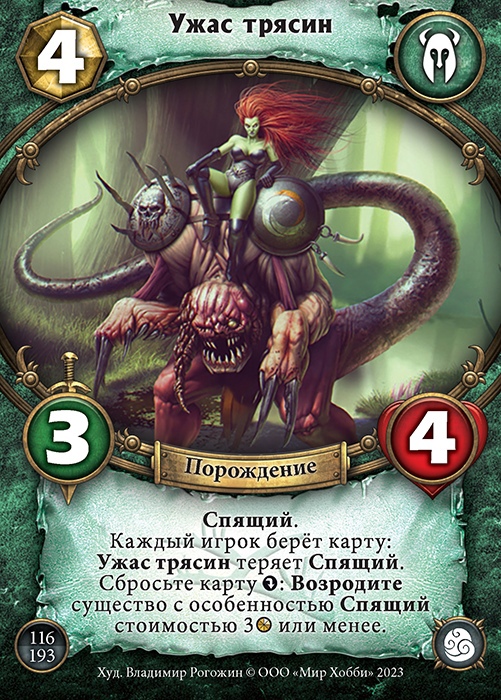 Ужас трясин
4
3
4
Порождение
Спящий.
Каждый игрок берёт карту:
Ужас трясин теряет Спящий.
Сбросьте карту : Возродите
существо с особенностью Спящий
стоимостью 3 или менее.
116
193
Худ. Владимир Рогожин © ООО «Мир Хобби» 2023